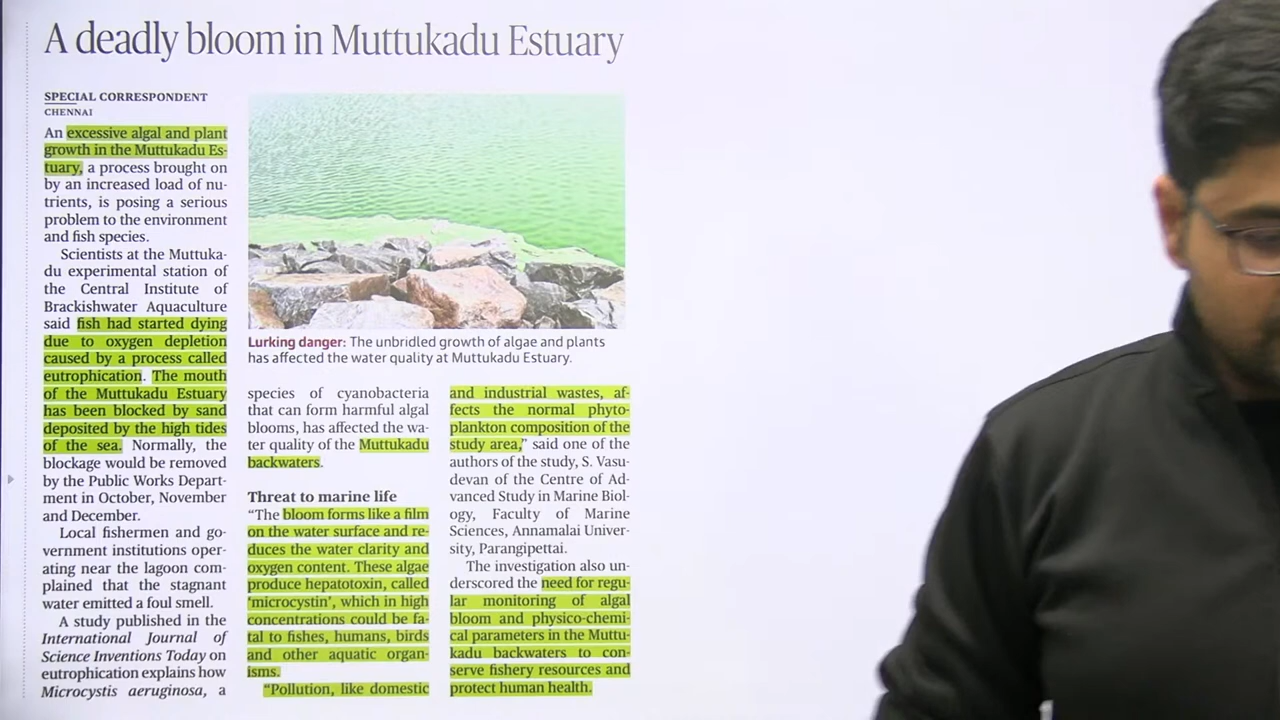 A deadly bloom in Muttukadu Estuary
SPECIAL CORRESPONDENT
CHENNAI
An excessive algal and plant
growth in the Muttukadu Es-
tuary, a process brought on
by an increased load of nu-
trients, is posing a serious
problem to the environment
and fish species.
Scientists at the Muttuka-
du experimental station of
the Central Institute of
Brackishwater Aquaculture
said fish had started dying
due to oxygen depletion
caused by a process called
eutrophication. The mouth
of the Muttukadu Estuary
has been blocked by sand
deposited by the high tides
of the sea. Normally, the
blockage would be removed
by the Public Works Depart-
ment in October, November
and December.
Local fishermen and go-
vernment institutions oper-
ating near the lagoon com-
plained that the stagnant
water emitted a foul smell.
A study published in the
International Journal of
Science Inventions Today on
eutrophication explains how
Microcystis aeruginosa, a
Lurking danger: The unbridled growth of algae and plants
has affected the water quality at Muttukadu Estuary.
species of cyanobacteria
that can form harmful algal
blooms, has affected the wa-
ter quality of the Muttukadu
backwaters.
Threat to marine life
“The bloom forms like a film
on the water surface and re-
duces the water clarity and
oxygen content. These algae
produce hepatotoxin, called
‘microcystin’, which in high
concentrations could be fa-
tal to fishes, humans, birds
and other aquatic organ-
isms.
“Pollution, like domestic
and industrial wastes, af-
fects the normal phyto-
plankton composition of the
study area,” said one of the
authors of the study, S. Vasu-
devan of the Centre of Ad-
vanced Study in Marine Biol-
ogy, Faculty of Marine
Sciences, Annamalai Univer-
sity, Parangipettai.
The investigation also un-
derscored the need for regu-
lar monitoring of algal
bloom and physico-chemi-
cal parameters in the Muttu-
kadu backwaters to con-
serve fishery resources and
protect human health.